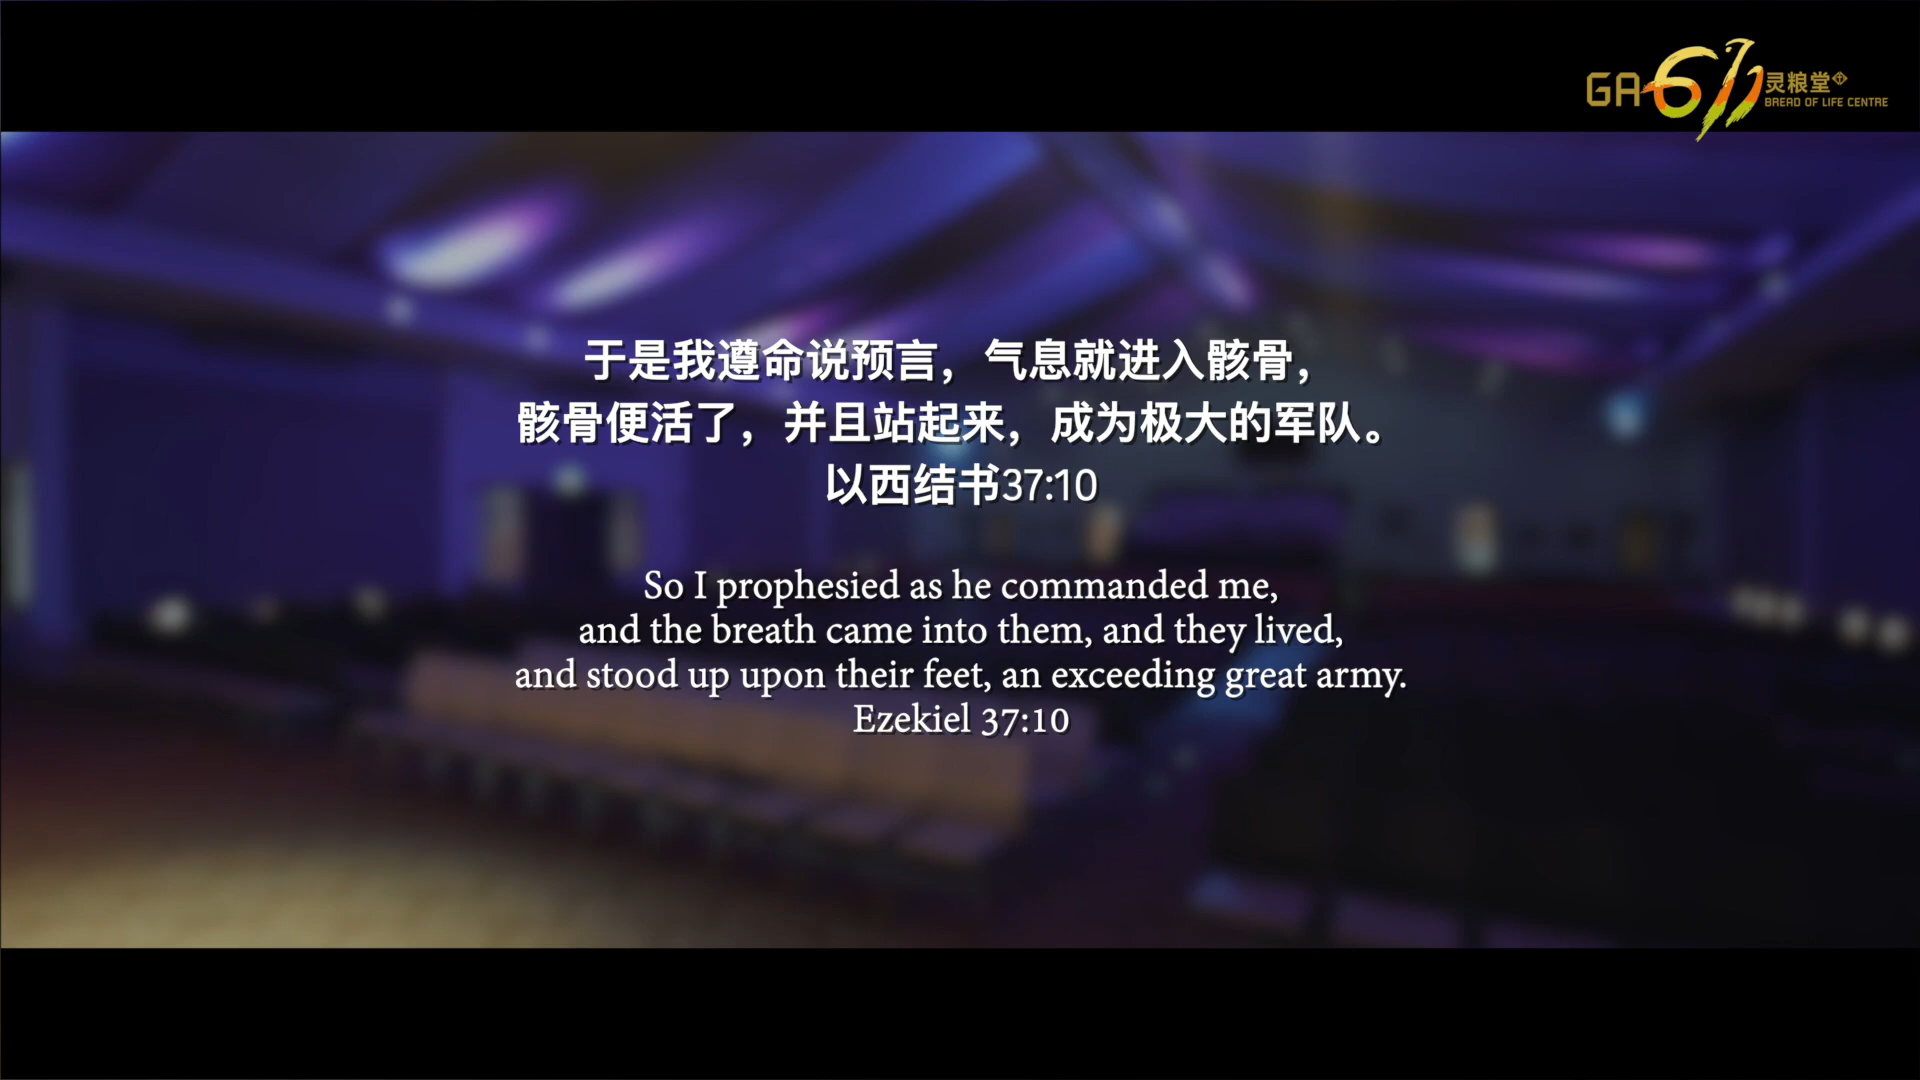 GA 611 灵粮堂
BREAD OF LIFE CENTRE
于是我遵命说预言，气息就进入骸骨，
骸骨便活了，并且站起来，成为极大的军队。
以西结书37:10
So I prophesied as he commanded me,
and the breath came into them, and they lived,
and stood up upon their feet, an exceeding great army.
Ezekiel 37:10